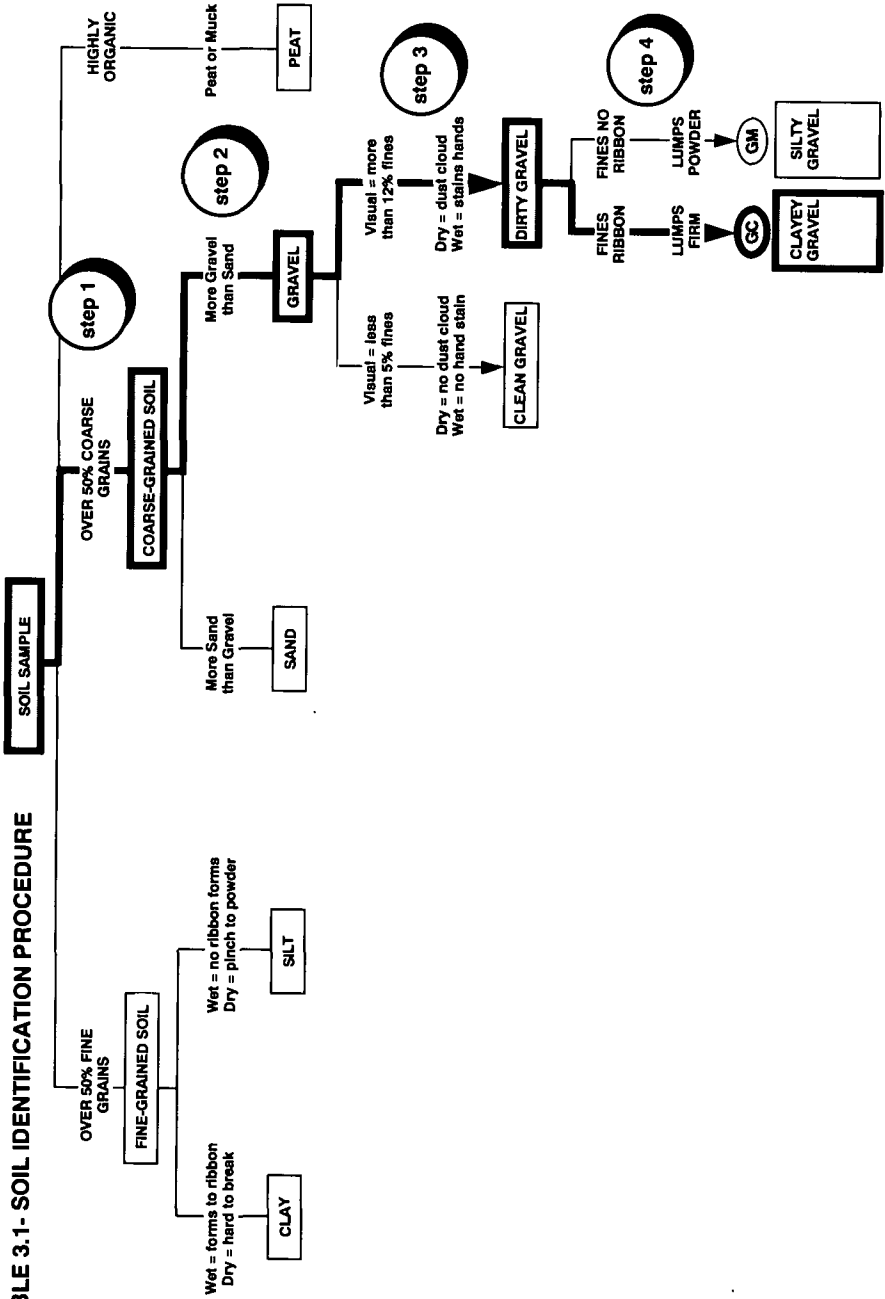 BLE 3.1- SOIL IDENTIFICATION PROCEDURE
SOIL SAMPLE
OVER 50% FINE
GRAINS
FINE-GRAINED SOIL
Wet = forms to ribbon
Dry = hard to break
CLAY
Wet = no ribbon forms
Dry = pinch to powder
SILT
OVER 50% COARSE
GRAINS
step 1
COARSE-GRAINED SOIL
More Sand
than Gravel
SAND
More Gravel
than Sand
step 2
GRAVEL
HIGHLY
ORGANIC
Peat or Muck
PEAT
Visual = less
than 5% fines
Dry = no dust cloud
Wet = no hand stain
CLEAN GRAVEL
Visual = more
than 12% fines
Dry = dust cloud
Wet = stains hands
step 3
DIRTY GRAVEL
FINES
RIBBON
LUMPS
FIRM
GC
CLAYEY
GRAVEL
FINES NO
RIBBON
LUMPS
POWDER
GM
SILTY
GRAVEL
step 4